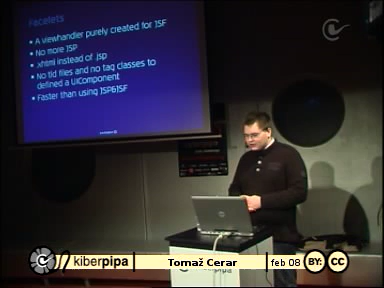 Facelets
• A viewhandler purely created for JSF
• No more JSP
• .xhtml instead of .jsp
• No tld files and no tag classes to
defined a UIComponent
• Faster than using JSP&JSF
kiberpipa
// kiberpipa
Tomaž Cerar
feb 08
BY:
CC